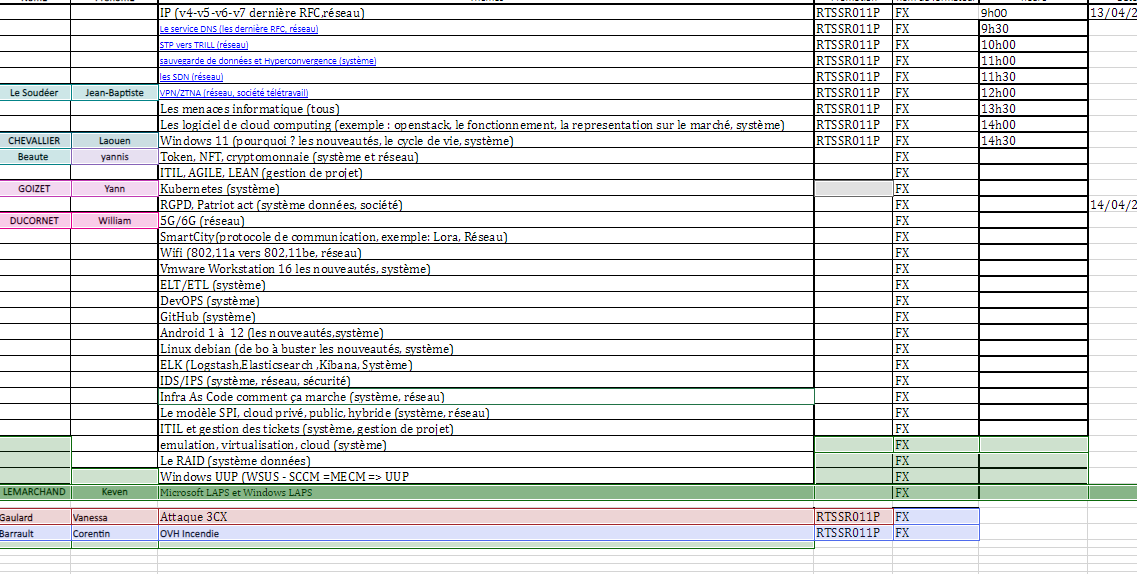 IP (v4-v5-v6-v7 dernière RFC,réseau) RTSSR011P FX 9h00 13/04/2
Le service DNS (les dernière RFC, réseau) RTSSR011P FX 9h30
STP vers TRILL (réseau) RTSSR011P FX 10h00
sauvegarde de données et Hyperconvergence (système) RTSSR011P FX 11h00
les SDN (réseau) RTSSR011P FX 11h30
Le Soudéer Jean-Baptiste VPN/ZTNA (réseau, société télétravail) RTSSR011P FX 12h00
Les menaces informatique (tous) RTSSR011P FX 13h30
Les logiciel de cloud computing (exemple : openstack, le fonctionnement, la representation sur le marché, système) RTSSR011P FX 14h00
CHEVALLIER Laouen Windows 11 (pourquoi ? les nouveautés, le cycle de vie, système) RTSSR011P FX 14h30
Beaute yannis Token, NFT, cryptomonnaie (système et réseau) FX
ITIL, AGILE, LEAN (gestion de projet) FX
GOIZET Yann Kubernetes (système) FX
RGPD, Patriot act (système données, société) FX 14/04/2
DUCORNET William 5G/6G (réseau) FX
SmartCity(protocole de communication, exemple: Lora, Réseau) FX
Wifi (802,11a vers 802,11be, réseau) FX
Vmware Workstation 16 les nouveautés, système) FX
ELT/ETL (système) FX
DevOPS (système) FX
GitHub (système) FX
Android 1 à 12 (les nouveautés,système) FX
Linux debian (de bo à buster les nouveautés, système) FX
ELK (Logstash,Elasticsearch ,Kibana, Système) FX
IDS/IPS (système, réseau, sécurité) FX
Infra As Code comment ça marche (système, réseau) FX
Le modèle SPI, cloud privé, public, hybride (système, réseau) FX
ITIL et gestion des tickets (système, gestion de projet) FX
emulation, virtualisation, cloud (système) FX
Le RAID (système données) FX
Windows UUP (WSUS - SCCM =MECM => UUP FX
LEMARCHAND Keven Microsoft LAPS et Windows LAPS FX
Gaulard Vanessa Attaque 3CX RTSSR011P FX
Barrault Corentin OVH Incendie RTSSR011P FX